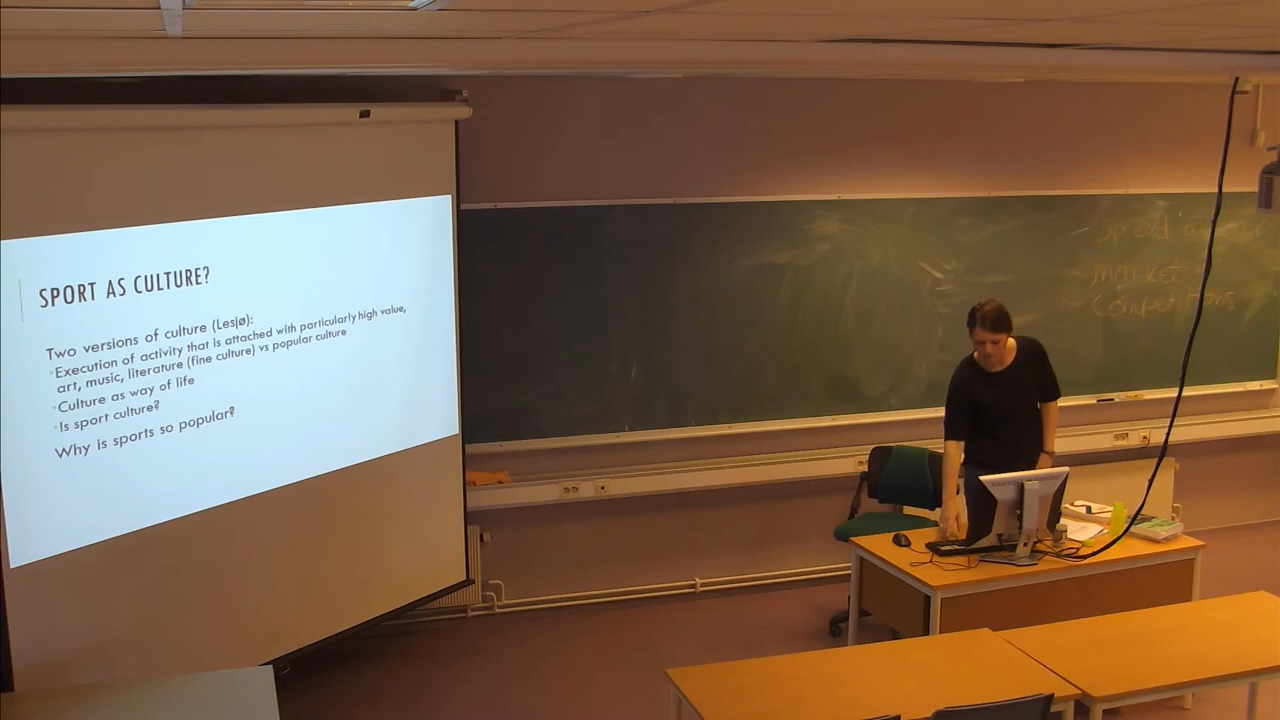 SPORT AS CULTURE?
Two versions of culture (Lesjø):
Execution of activity that is attached with particularly high value,
art, music, literature (fine culture) vs popular culture
Culture as way of life
Is sport culture?
Why is sports so popular?
Spread
market
Competitions